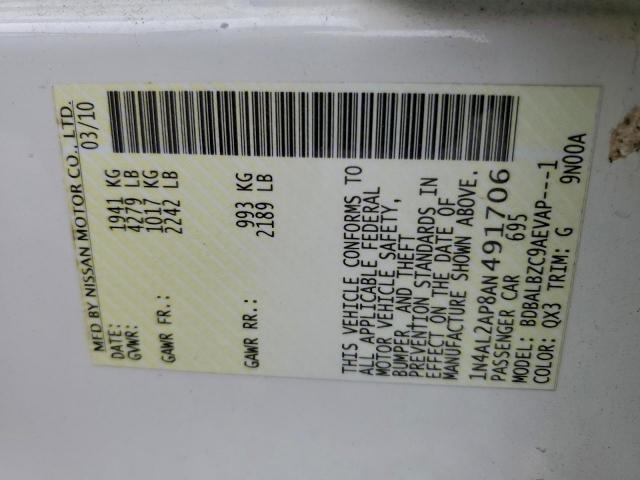 MFD BY NISSAN MOTOR CO., LTD.
DATE: 03/10
GVWR: 1941 KG
4279 LB
GAWR FR.: 1017 KG
2242 LB
GAWR RR.: 993 KG
2189 LB
THIS VEHICLE CONFORMS TO
ALL APPLICABLE FEDERAL
MOTOR VEHICLE SAFETY,
BUMPER, AND THEFT
PREVENTION STANDARDS IN
EFFECT ON THE DATE OF
MANUFACTURE SHOWN ABOVE.
1N4AL2AP8AN491706
PASSENGER CAR 695
MODEL: BDBALBZC9AEVAP---1
COLOR: QX3 TRIM: G 9N00A